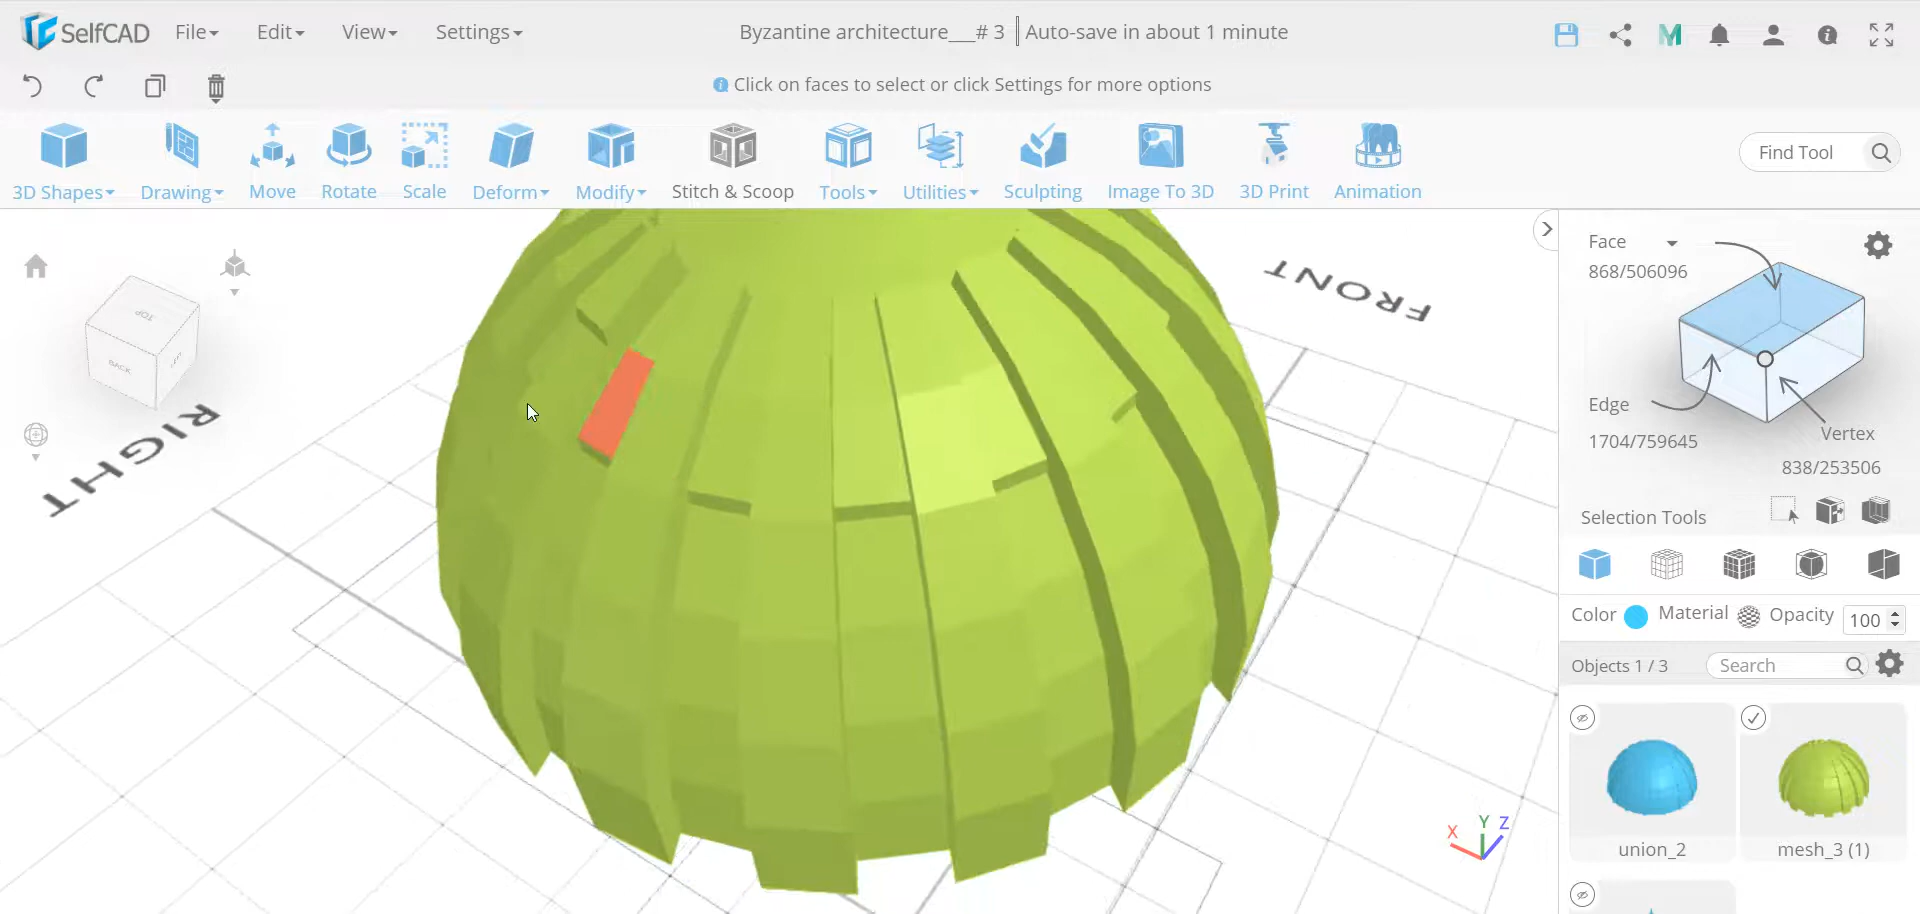 SelfCAD
File
Edit
View
Settings
Byzantine architecture___# 3 | Auto-save in about 1 minute
Click on faces to select or click Settings for more options
3D Shapes
Drawing
Move
Rotate
Scale
Deform
Modify
Stitch & Scoop
Tools
Utilities
Sculpting
Image To 3D
3D Print
Animation
Find Tool
FRONT
RIGHT
TOP
BACK
Face
868/506096
Edge
1704/759645
Vertex
838/253506
Selection Tools
Color
Material
Opacity
100
Objects 1 / 3
Search
union_2
mesh_3 (1)
X
Y
Z